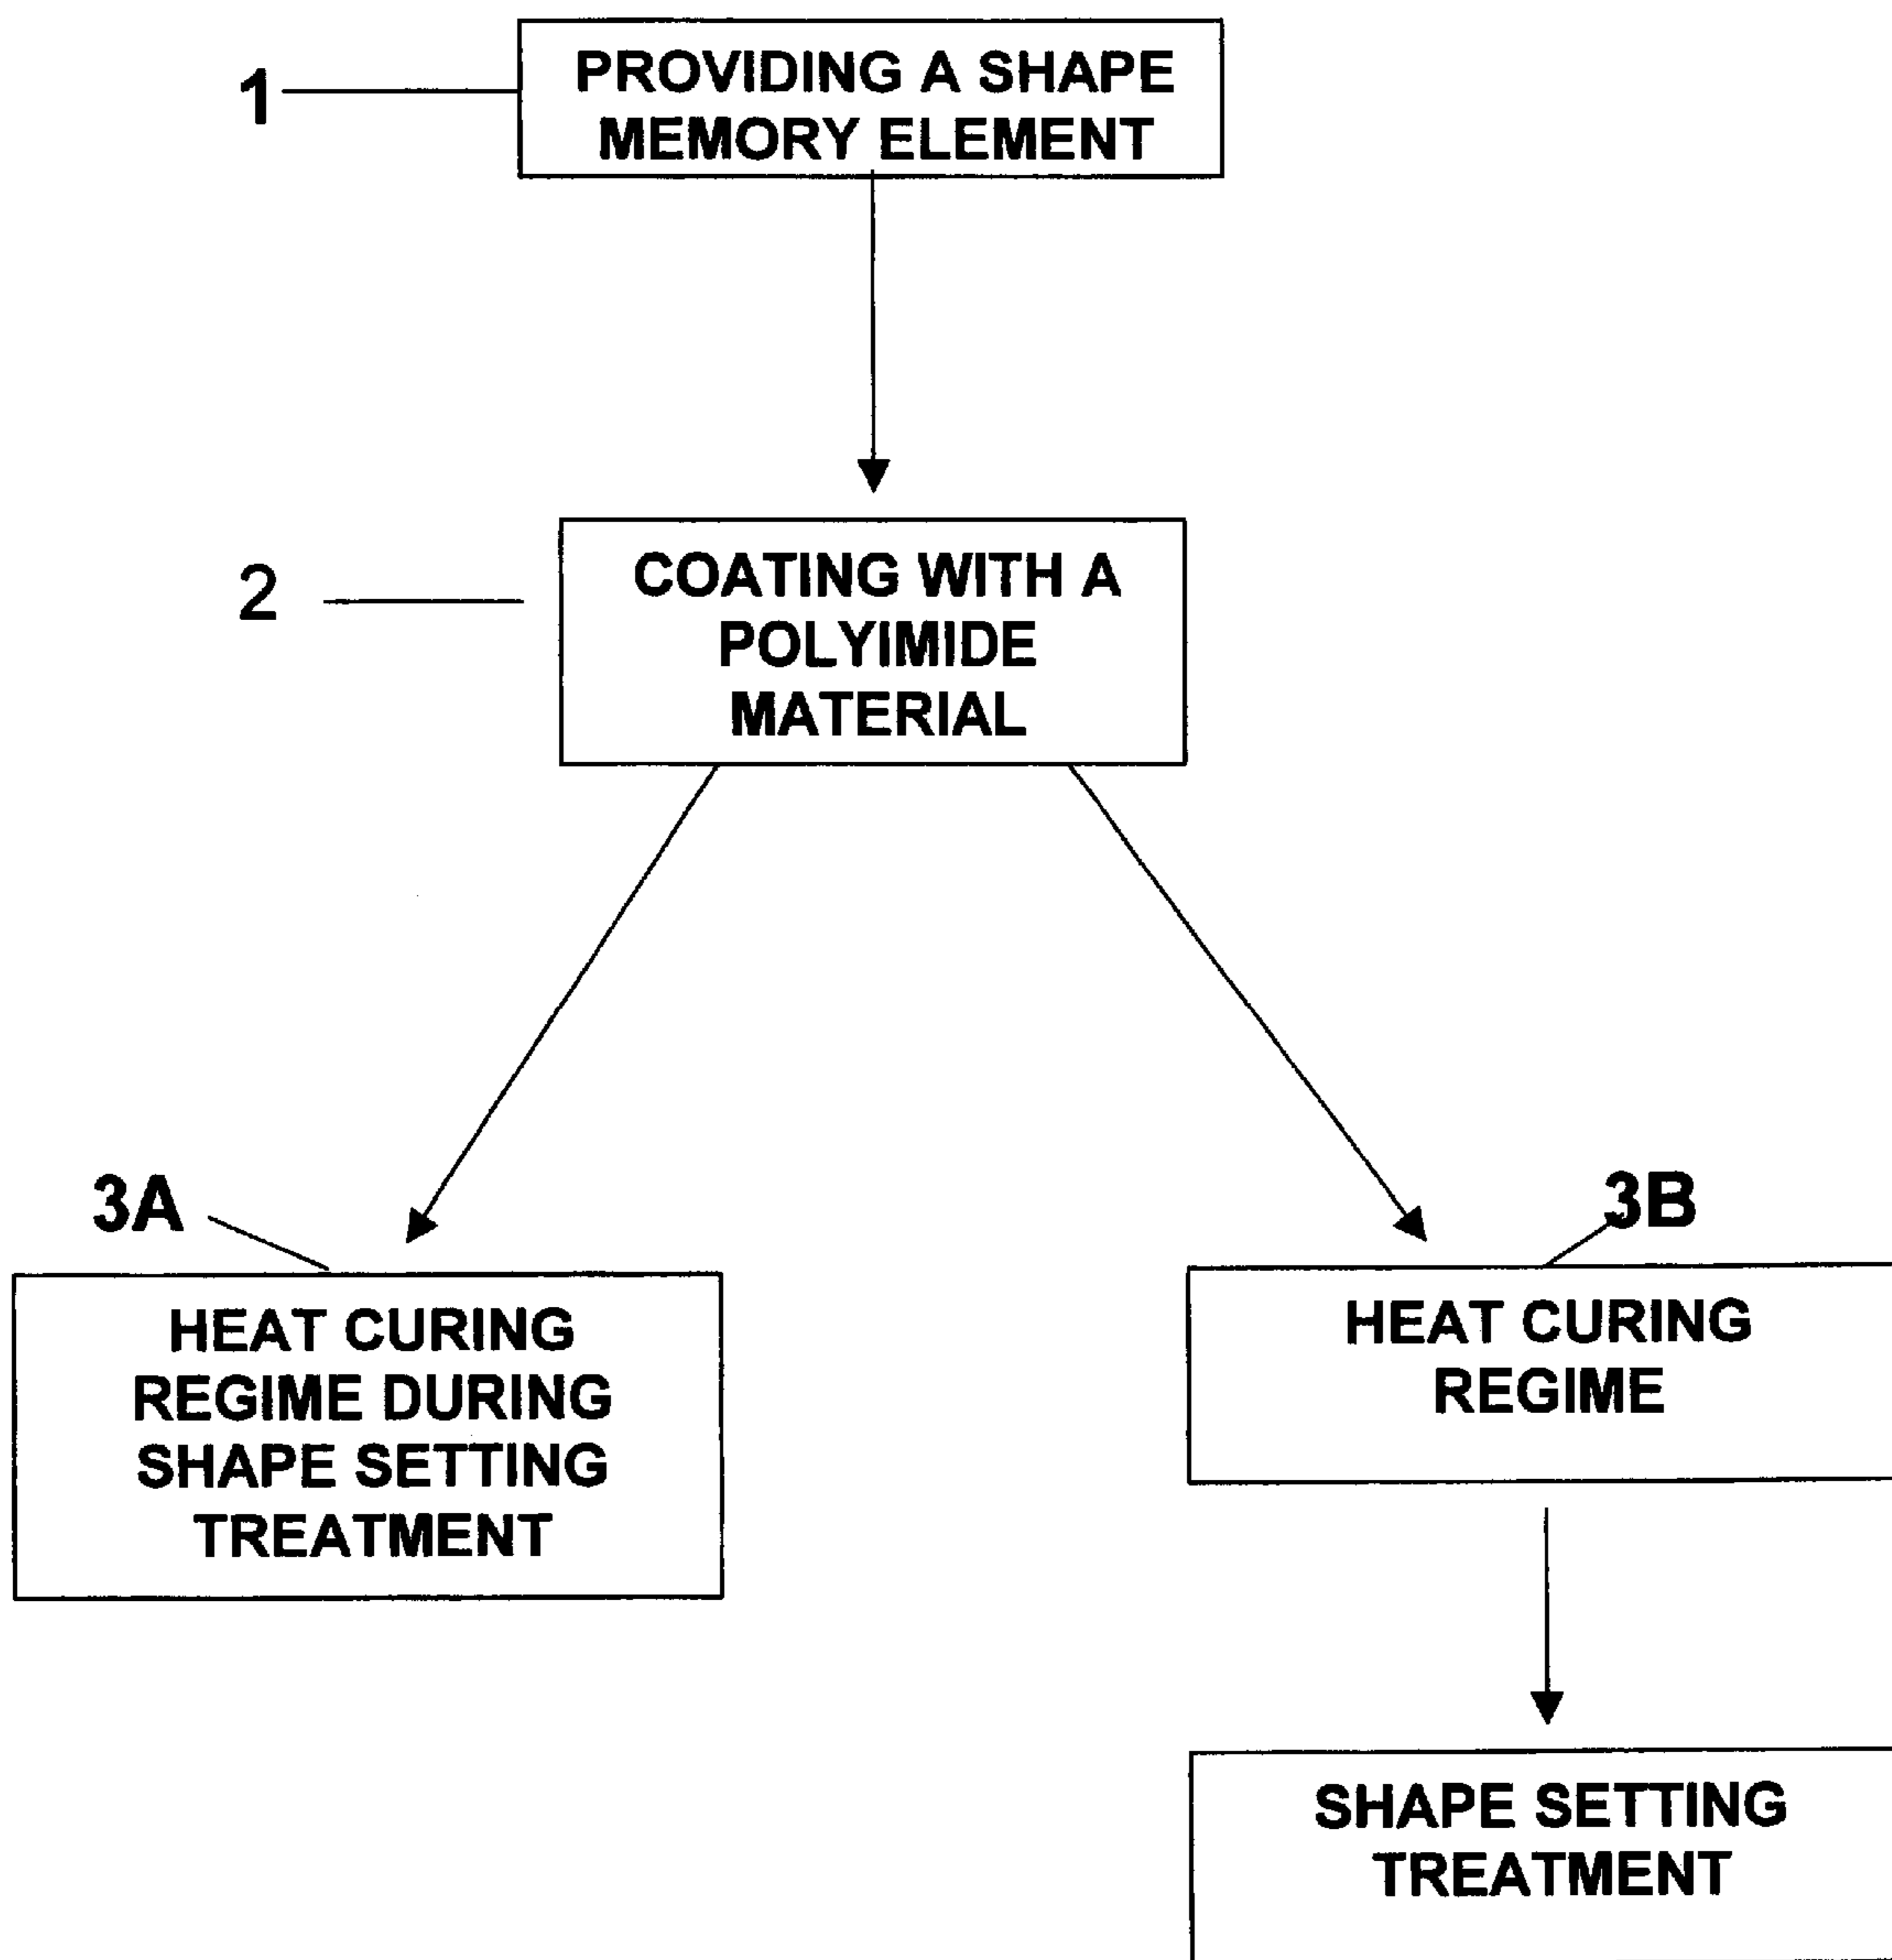 1
PROVIDING A SHAPE
MEMORY ELEMENT
2
COATING WITH A
POLYIMIDE
MATERIAL
3A
HEAT CURING
REGIME DURING
SHAPE SETTING
TREATMENT
3B
HEAT CURING
REGIME
SHAPE SETTING
TREATMENT